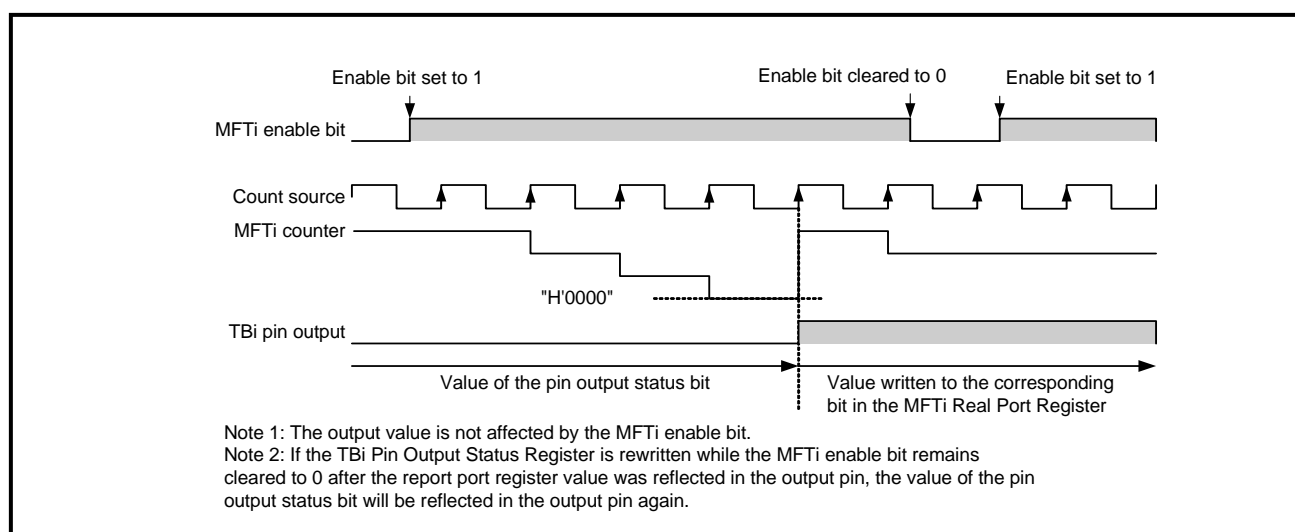 Enable bit set to 1
Enable bit cleared to 0
Enable bit set to 1
MFTi enable bit
Count source
MFTi counter
"H'0000"
TBi pin output
Value of the pin output status bit
Value written to the corresponding
bit in the MFTi Real Port Register
Note 1: The output value is not affected by the MFTi enable bit.
Note 2: If the TBi Pin Output Status Register is rewritten while the MFTi enable bit remains
cleared to 0 after the report port register value was reflected in the output pin, the value of the pin
output status bit will be reflected in the output pin again.